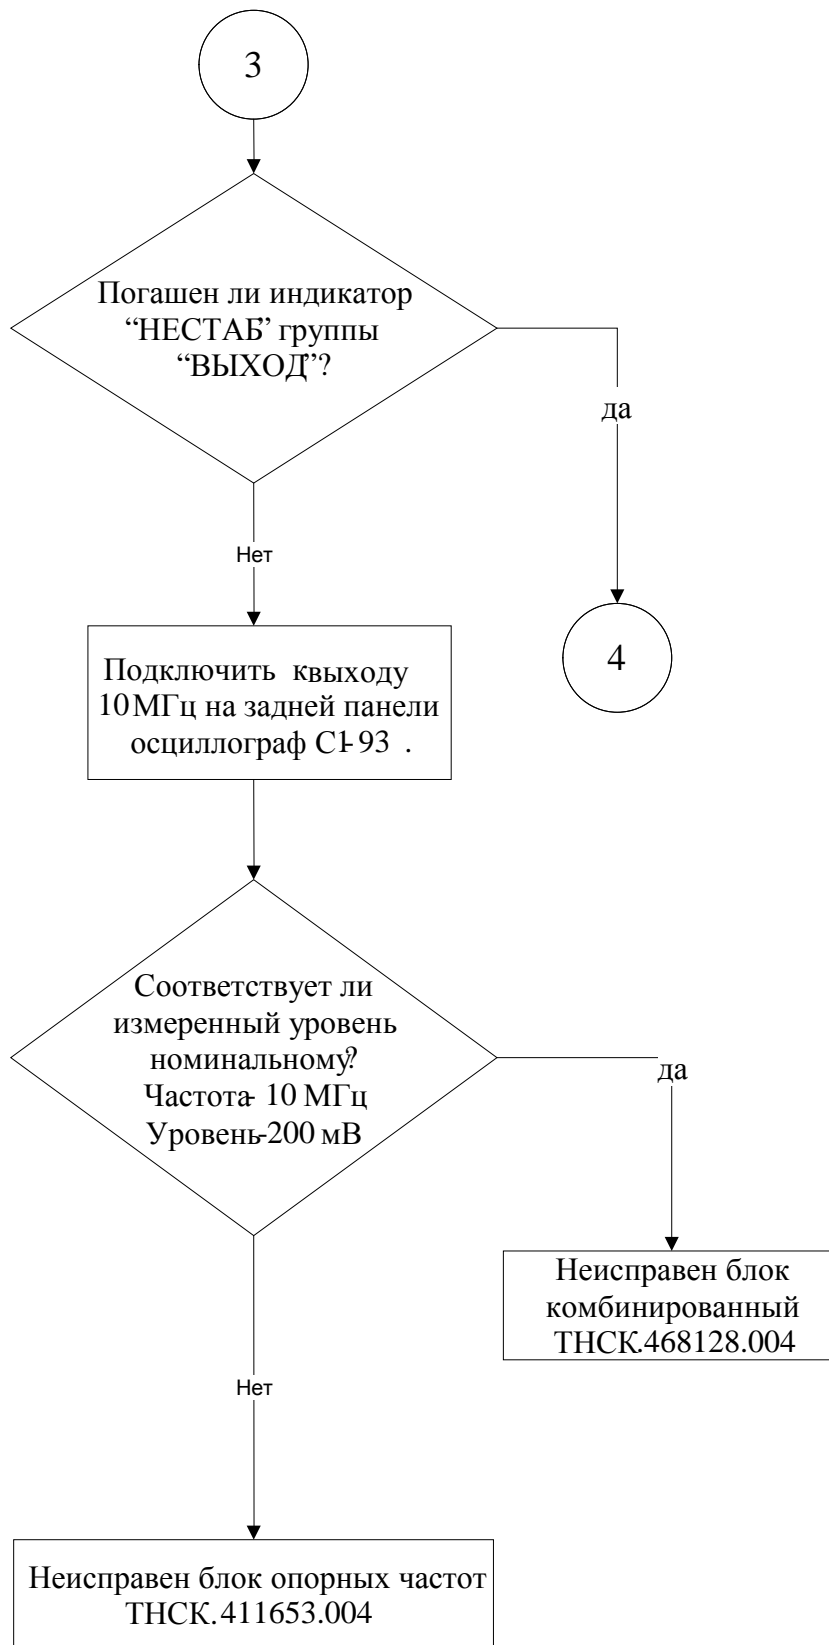 3
Погашен ли индикатор
“НЕСТАБ” группы
“ВЫХОД”?
да
Нет
4
Подключить к выходу
10 МГц на задней панели
осциллограф С1-93 .
Соответствует ли
измеренный уровень
номинальному?
Частота- 10 МГц
Уровень-200 мВ
да
Неисправен блок
комбинированный
ТНСК.468128.004
Нет
Неисправен блок опорных частот
ТНСК.411653.004